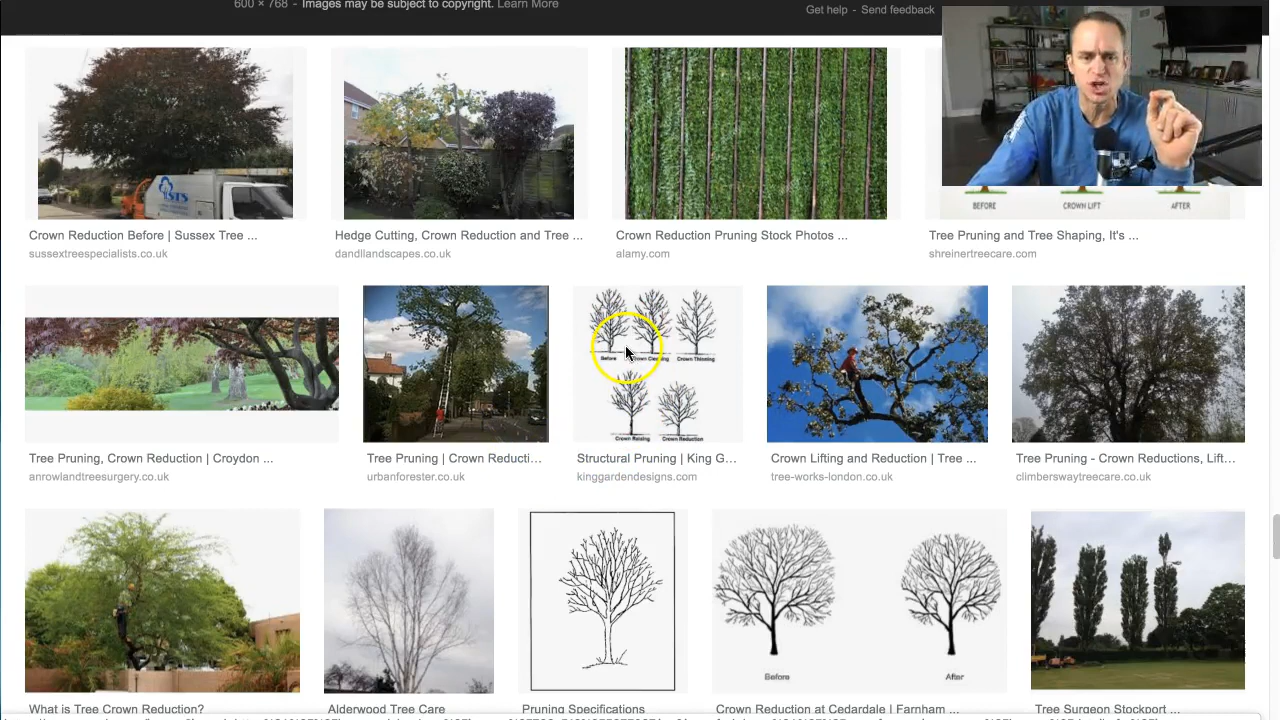 600 × 768 - Images may be subject to copyright. Learn More
Get help - Send feedback
STS
BEFORE
CROWN LIFT
AFTER
Crown Reduction Before | Sussex Tree ...
sussextreespecialists.co.uk
Hedge Cutting, Crown Reduction and Tree ...
dandilandscapes.co.uk
Crown Reduction Pruning Stock Photos ...
alamy.com
Tree Pruning and Tree Shaping, It's ...
shreinertreecare.com
Before
Crown Cleaning
Crown Thinning
Crown Raising
Crown Reduction
Tree Pruning, Crown Reduction | Croydon ...
anrowlandtreesurgery.co.uk
Tree Pruning | Crown Reducti...
urbanforester.co.uk
Structural Pruning | King G...
kinggardendesigns.com
Crown Lifting and Reduction | Tree ...
tree-works-london.co.uk
Tree Pruning - Crown Reductions, Lift...
climberswaytreecare.co.uk
Before
After
What is Tree Crown Reduction?
Alderwood Tree Care
Pruning Specifications
Crown Reduction at Cedardale | Farnham ...
Tree Surgeon Stockport ...